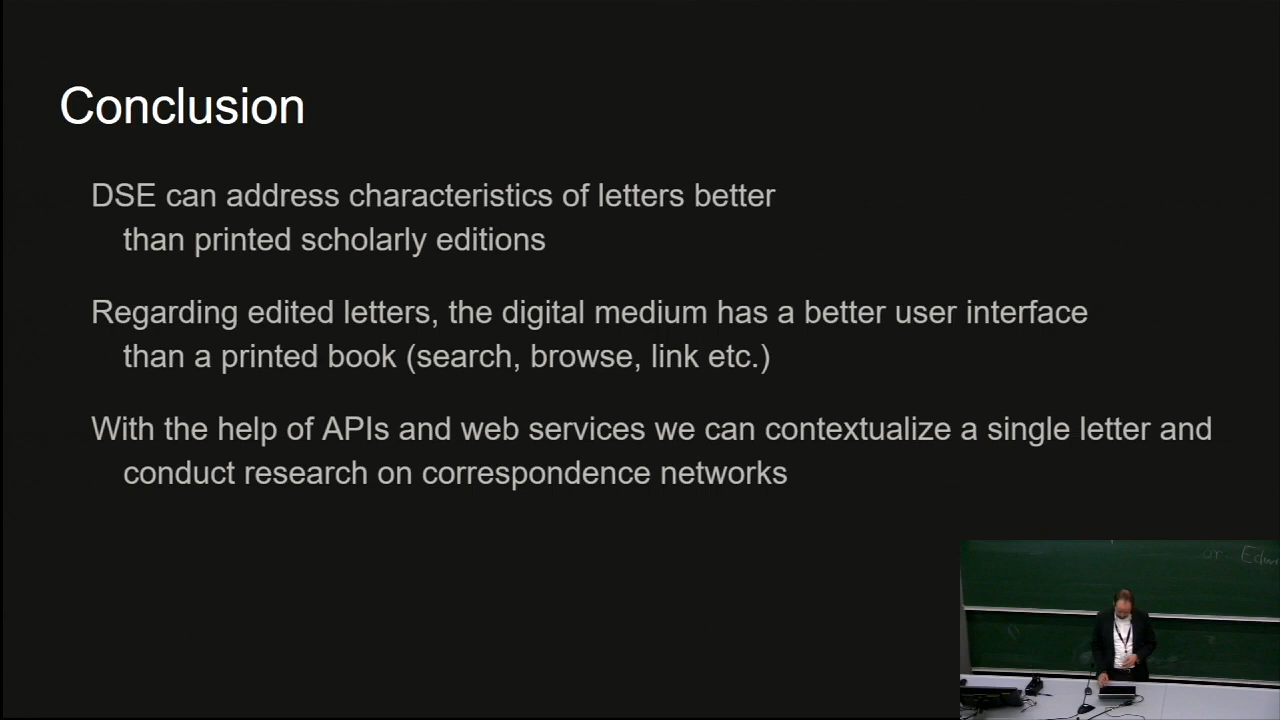 Conclusion
DSE can address characteristics of letters better
than printed scholarly editions
Regarding edited letters, the digital medium has a better user interface
than a printed book (search, browse, link etc.)
With the help of APIs and web services we can contextualize a single letter and
conduct research on correspondence networks